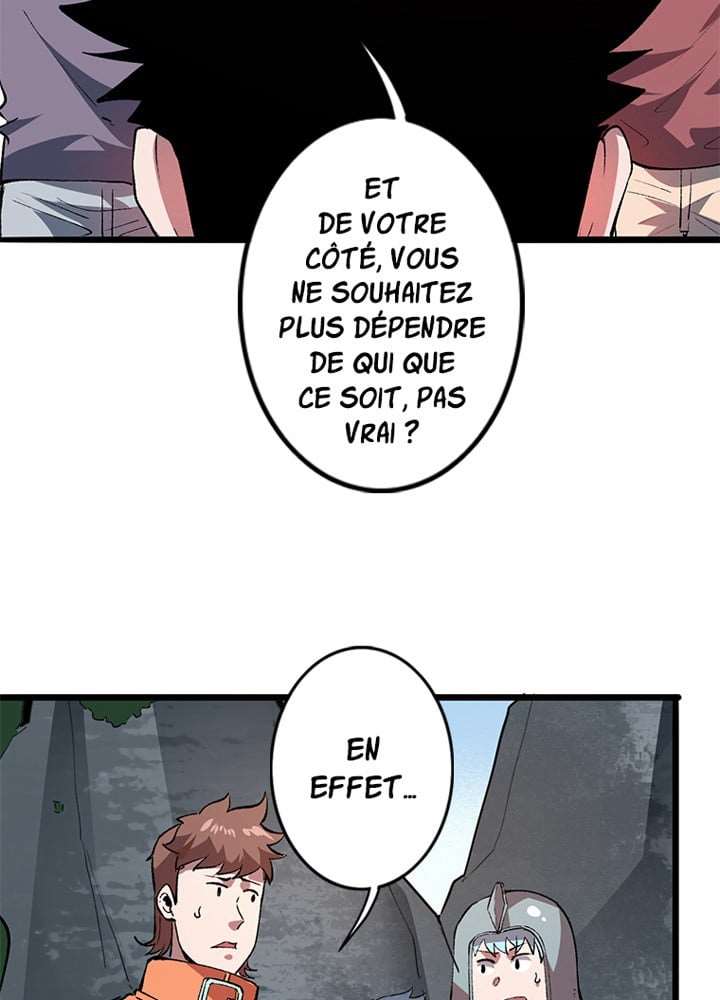 ET
DE VOTRE
CÔTÉ, VOUS
NE SOUHAITEZ
PLUS DÉPENDRE
DE QUI QUE
CE SOIT, PAS
VRAI ?
EN
EFFET...